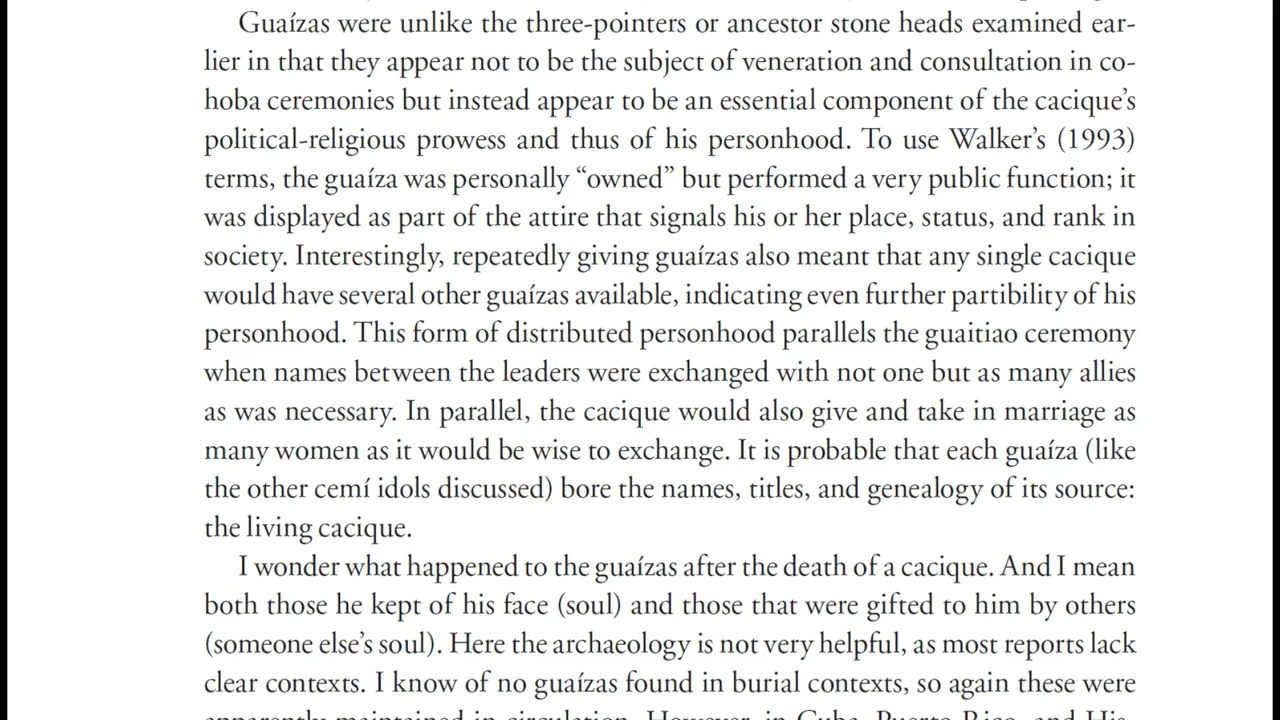 Guaízas were unlike the three-pointers or ancestor stone heads examined ear-
lier in that they appear not to be the subject of veneration and consultation in co-
hoba ceremonies but instead appear to be an essential component of the cacique's
political-religious prowess and thus of his personhood. To use Walker's (1993)
terms, the guaíza was personally “owned” but performed a very public function; it
was displayed as part of the attire that signals his or her place, status, and rank in
society. Interestingly, repeatedly giving guaízas also meant that any single cacique
would have several other guaízas available, indicating even further partibility of his
personhood. This form of distributed personhood parallels the guaitiao ceremony
when names between the leaders were exchanged with not one but as many allies
as was necessary. In parallel, the cacique would also give and take in marriage as
many women as it would be wise to exchange. It is probable that each guaíza (like
the other cemí idols discussed) bore the names, titles, and genealogy of its source:
the living cacique.
I wonder what happened to the guaízas after the death of a cacique. And I mean
both those he kept of his face (soul) and those that were gifted to him by others
(someone else's soul). Here the archaeology is not very helpful, as most reports lack
clear contexts. I know of no guaízas found in burial contexts, so again these were
apparently maintained in circulation. However, in Cuba, Puerto Rico, and His-